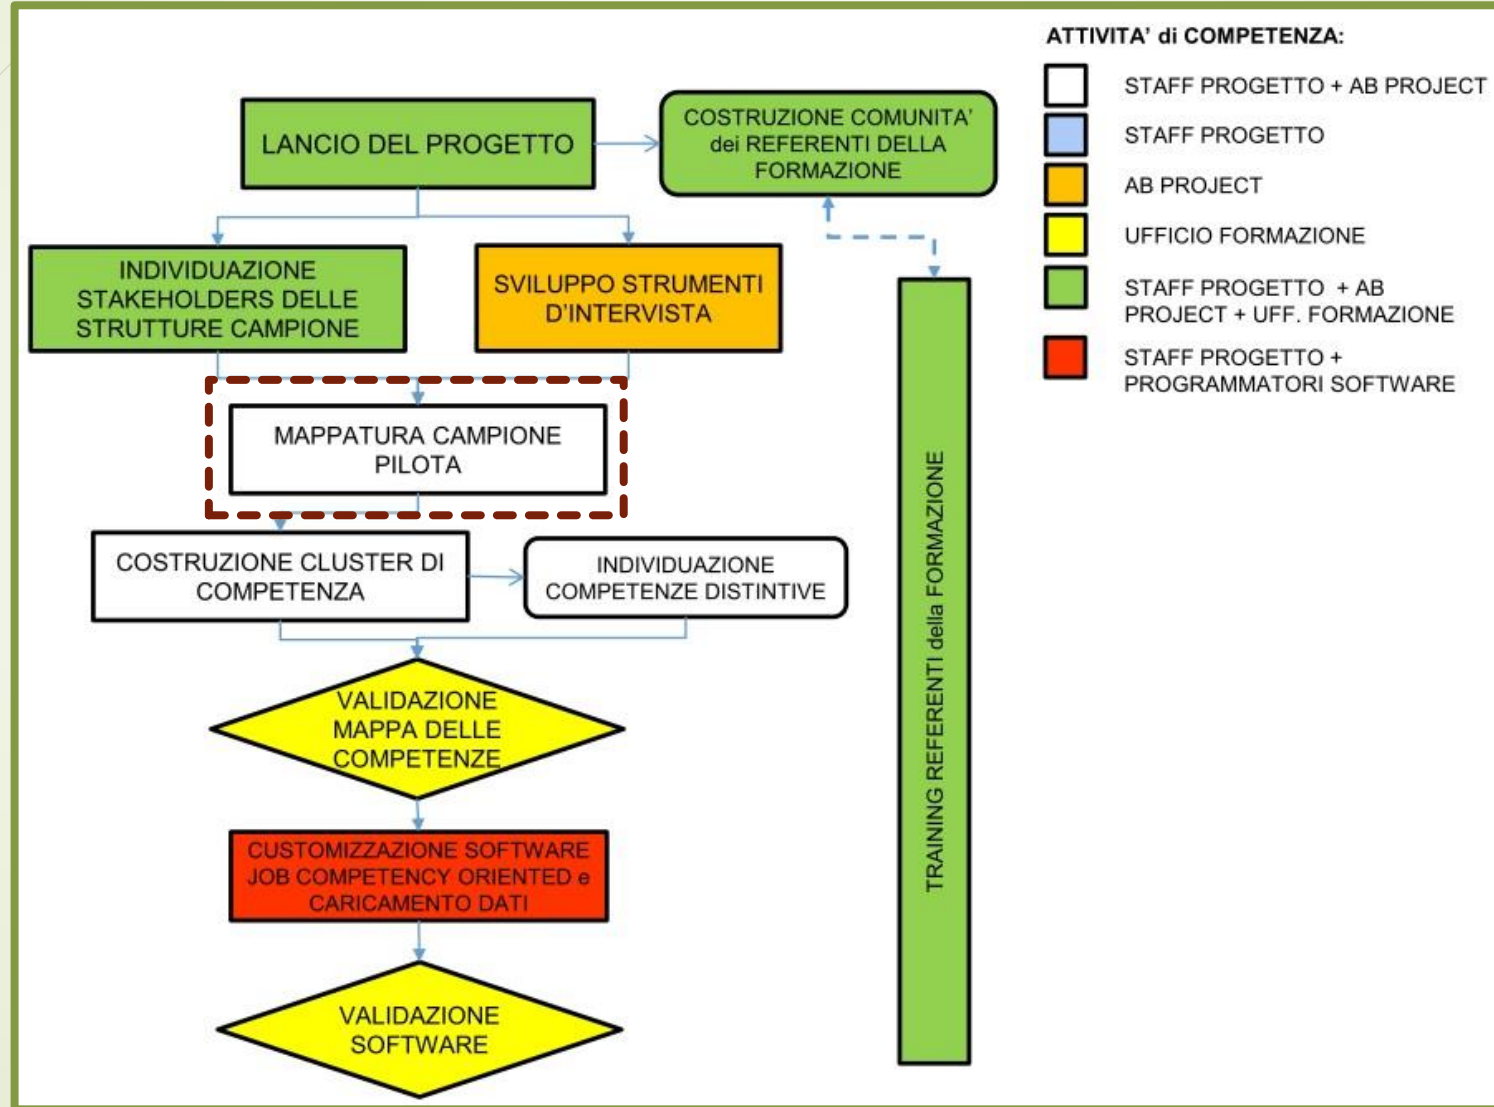 LANCIO DEL PROGETTO
COSTRUZIONE COMUNITA'
dei REFERENTI DELLA
FORMAZIONE
INDIVIDUAZIONE
STAKEHOLDERS DELLE
STRUTTURE CAMPIONE
SVILUPPO STRUMENTI
D'INTERVISTA
MAPPATURA CAMPIONE
PILOTA
COSTRUZIONE CLUSTER DI
COMPETENZA
INDIVIDUAZIONE
COMPETENZE DISTINTIVE
VALIDAZIONE
MAPPA DELLE
COMPETENZE
CUSTOMIZZAZIONE SOFTWARE
JOB COMPETENCY ORIENTED e
CARICAMENTO DATI
VALIDAZIONE
SOFTWARE
TRAINING REFERENTI della FORMAZIONE
ATTIVITA' di COMPETENZA:
STAFF PROGETTO + AB PROJECT
STAFF PROGETTO
AB PROJECT
UFFICIO FORMAZIONE
STAFF PROGETTO + AB
PROJECT + UFF. FORMAZIONE
STAFF PROGETTO +
PROGRAMMATORI SOFTWARE